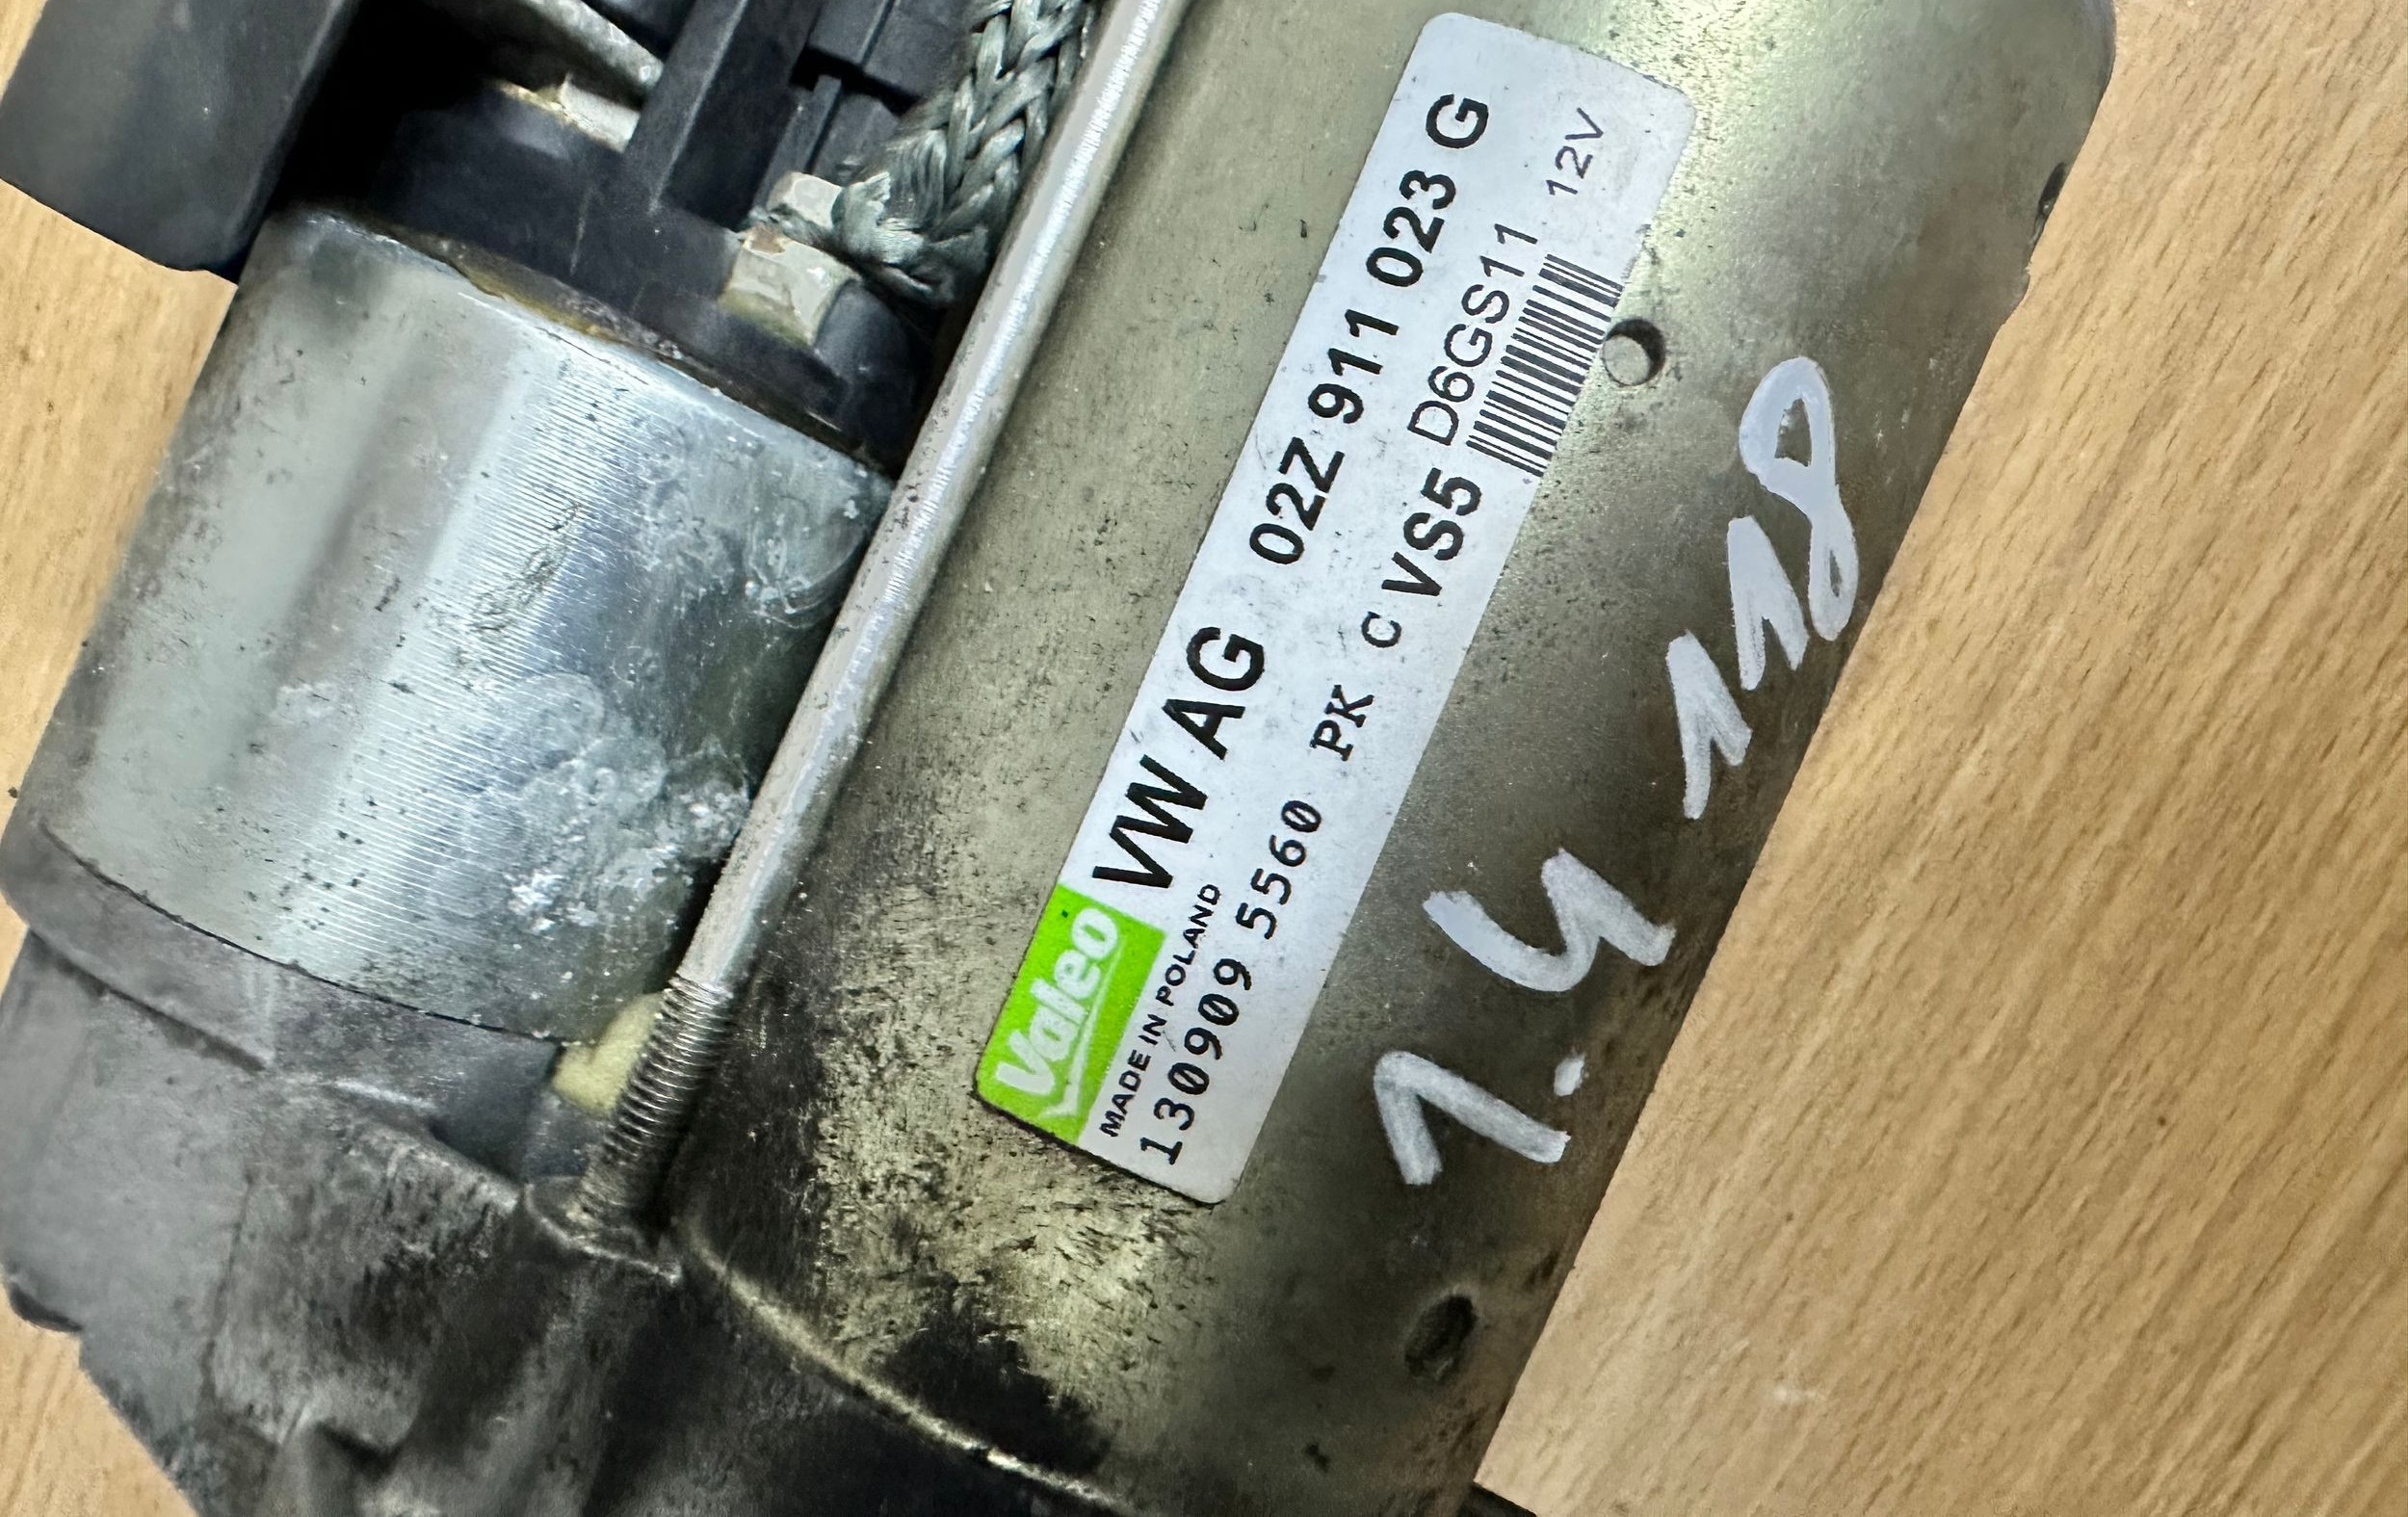 Valeo VW AG 02Z 911 023 G
MADE IN POLAND
130909 5560 PK C VS5 D6GS11 12V
1.4 118